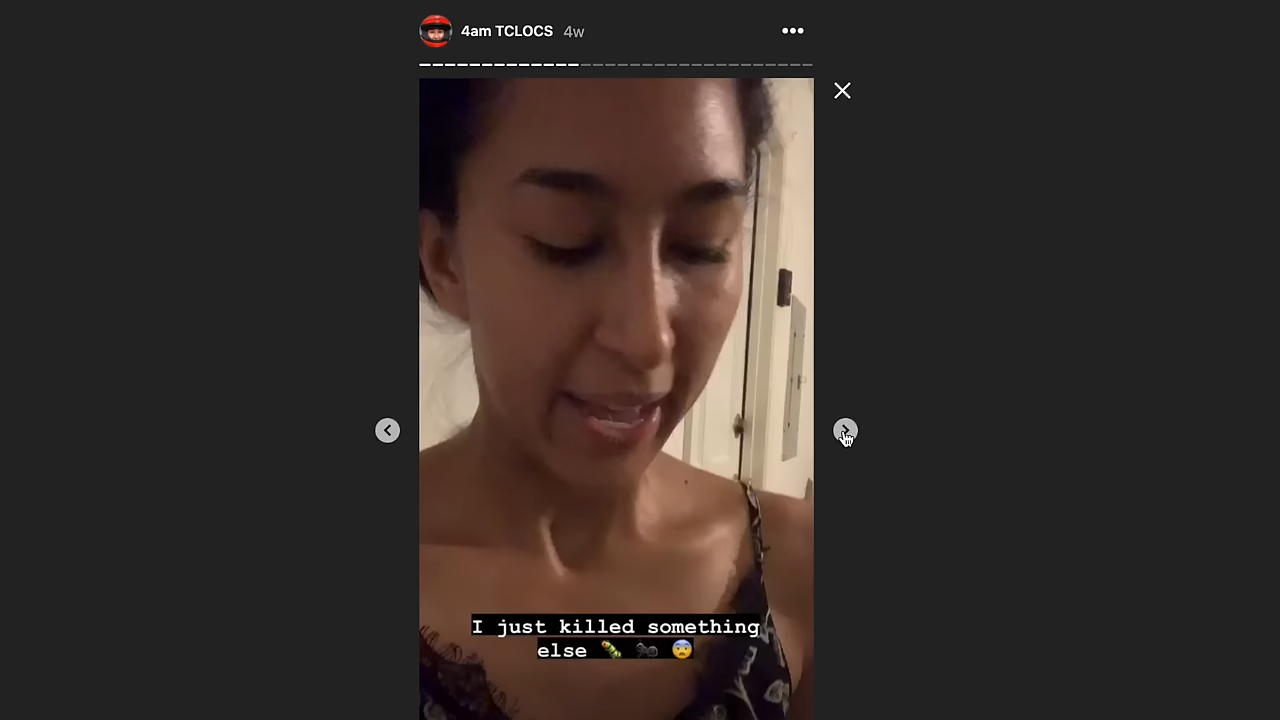 4am TCLOCS 4w
I just killed something
else 🐛 🐜 😨